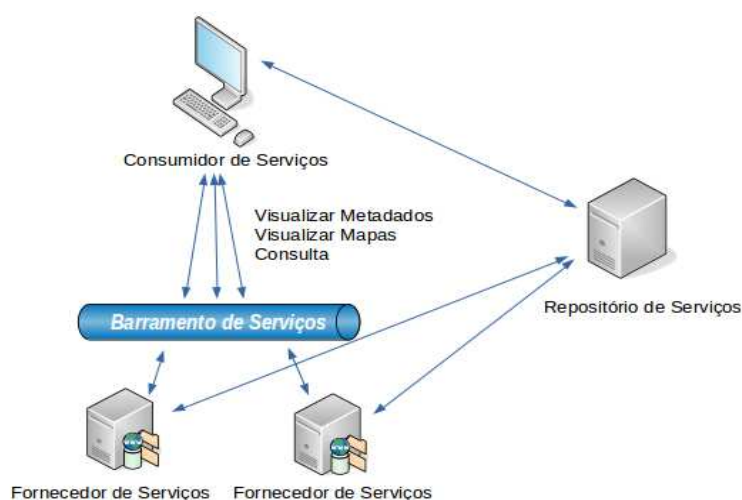 Consumidor de Serviços
Visualizar Metadados
Visualizar Mapas
Consulta
Repositório de Serviços
Barramento de Serviços
Fornecedor de Serviços
Fornecedor de Serviços